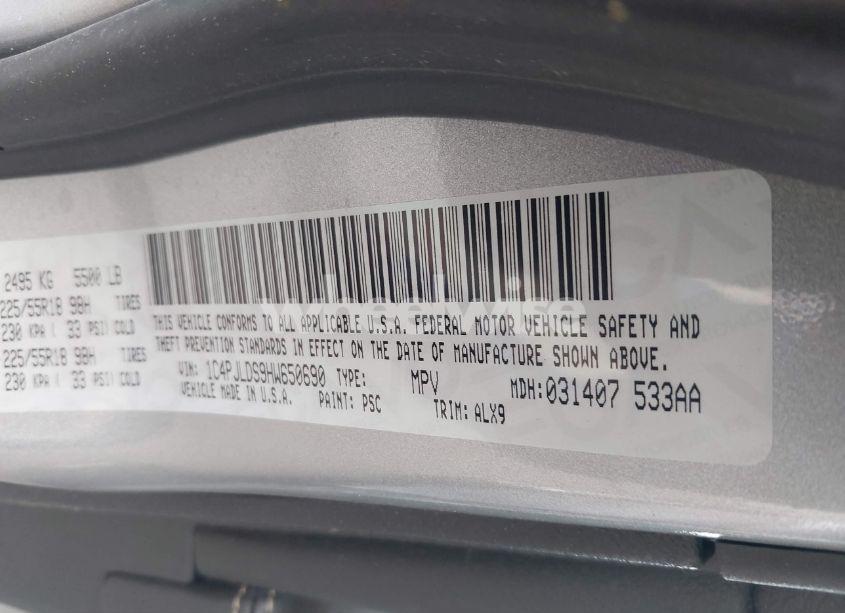 2495 KG 5500 LB
225/55R18 98H TIRES
230 KPA ( 33 PSI) COLD
225/55R18 98H TIRES
230 KPA ( 33 PSI) COLD
wheelwise
THIS VEHICLE CONFORMS TO ALL APPLICABLE U.S.A. FEDERAL MOTOR VEHICLE SAFETY AND
THEFT PREVENTION STANDARDS IN EFFECT ON THE DATE OF MANUFACTURE SHOWN ABOVE.
VIN: 1C4PJLDS9HW650690 TYPE: MPV MDH: 031407 533AA
VEHICLE MADE IN U.S.A. PAINT: PSC TRIM: ALX9